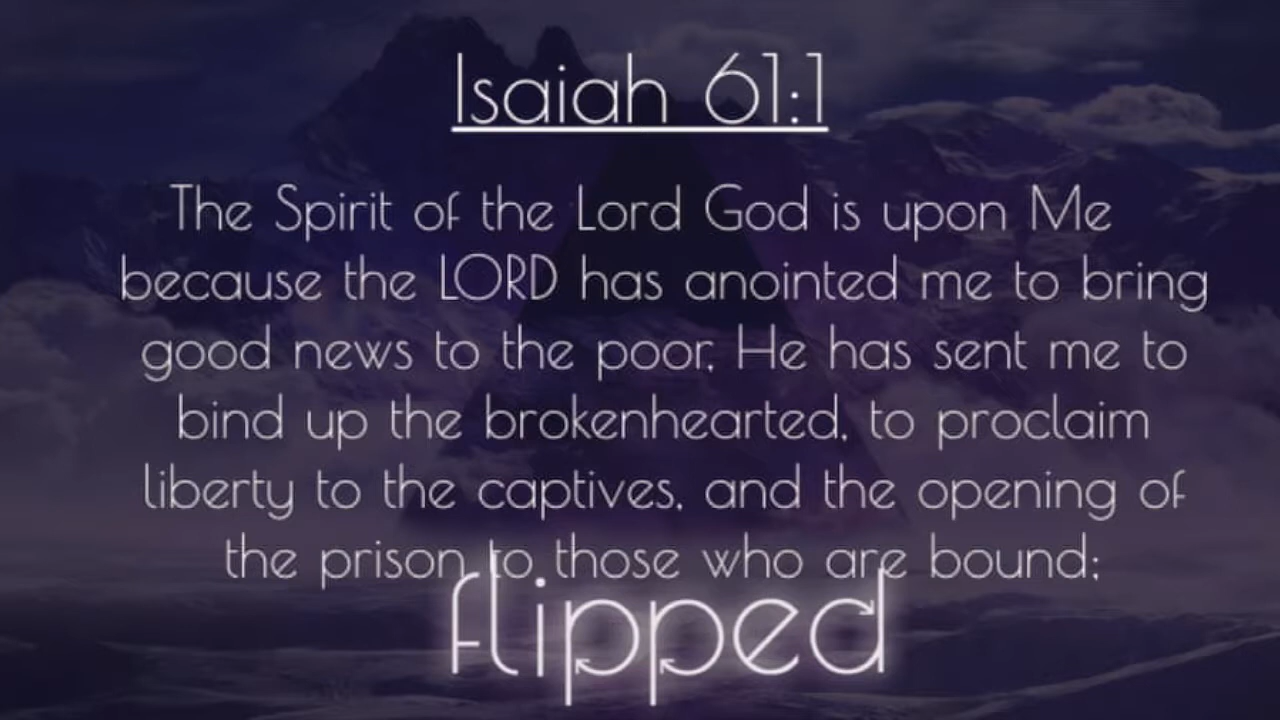 Isaiah 61:1
The Spirit of the Lord God is upon Me
because the LORD has anointed me to bring
good news to the poor, He has sent me to
bind up the brokenhearted, to proclaim
liberty to the captives, and the opening of
the prison to those who are bound;
flipped